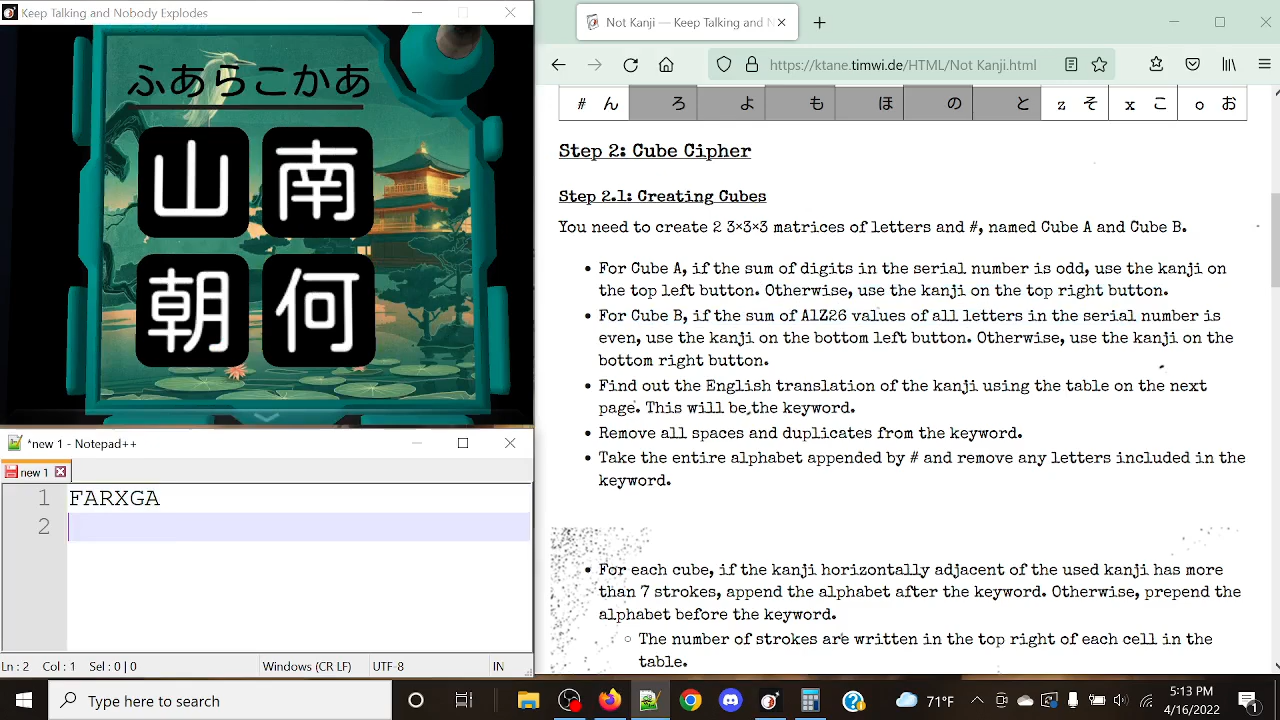 Keep Talking and Nobody Explodes
ふあらこかあ
山 南
朝 何
*new 1 - Notepad++
new 1
1 FARXGA
2
Ln : 2 Col : 1 Sel : 0 | 0 Windows (CR LF) UTF-8 IN
Not Kanji — Keep Talking and N
https://ktane.timwi.de/HTML/Not Kanji.html
# ん ろ よ も ほ の と z そ x こ o お
Step 2: Cube Cipher
Step 2.1: Creating Cubes
You need to create 2 3×3×3 matrices of letters and #, named Cube A and Cube B.
• For Cube A, if the sum of digits in the serial number is odd, use the kanji on
the top left button. Otherwise, use the kanji on the top right button.
• For Cube B, if the sum of A1Z26 values of all letters in the serial number is
even, use the kanji on the bottom left button. Otherwise, use the kanji on the
bottom right button.
• Find out the English translation of the kanji using the table on the next
page. This will be the keyword.
• Remove all spaces and duplicates from the keyword.
• Take the entire alphabet appended by # and remove any letters included in the
keyword.
• For each cube, if the kanji horizontally adjacent of the used kanji has more
than 7 strokes, append the alphabet after the keyword. Otherwise, prepend the
alphabet before the keyword.
○ The number of strokes are written in the top right of each cell in the
table.
Type here to search
71°F
5:13 PM
4/16/2022
1